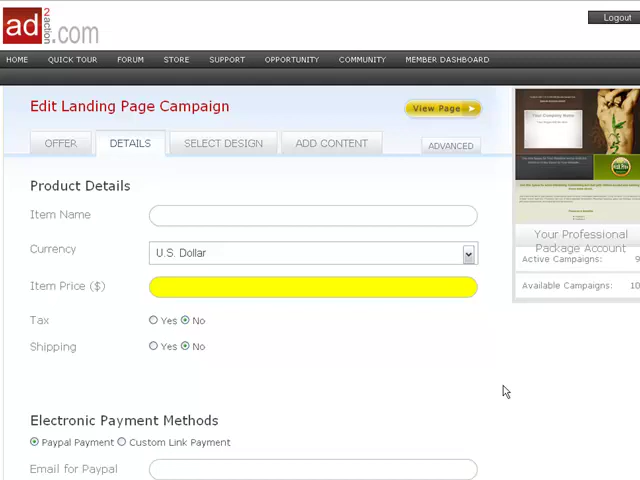 ad2action.com
Logout
HOME QUICK TOUR FORUM STORE SUPPORT OPPORTUNITY COMMUNITY MEMBER DASHBOARD
Edit Landing Page Campaign
View Page
OFFER DETAILS SELECT DESIGN ADD CONTENT ADVANCED
Your Company Name
Product Details
Item Name
Currency U.S. Dollar
Item Price ($)
Tax Yes No
Shipping Yes No
Your Professional
Package Account
Active Campaigns: 9
Available Campaigns: 10
Electronic Payment Methods
Paypal Payment Custom Link Payment
Email for Paypal